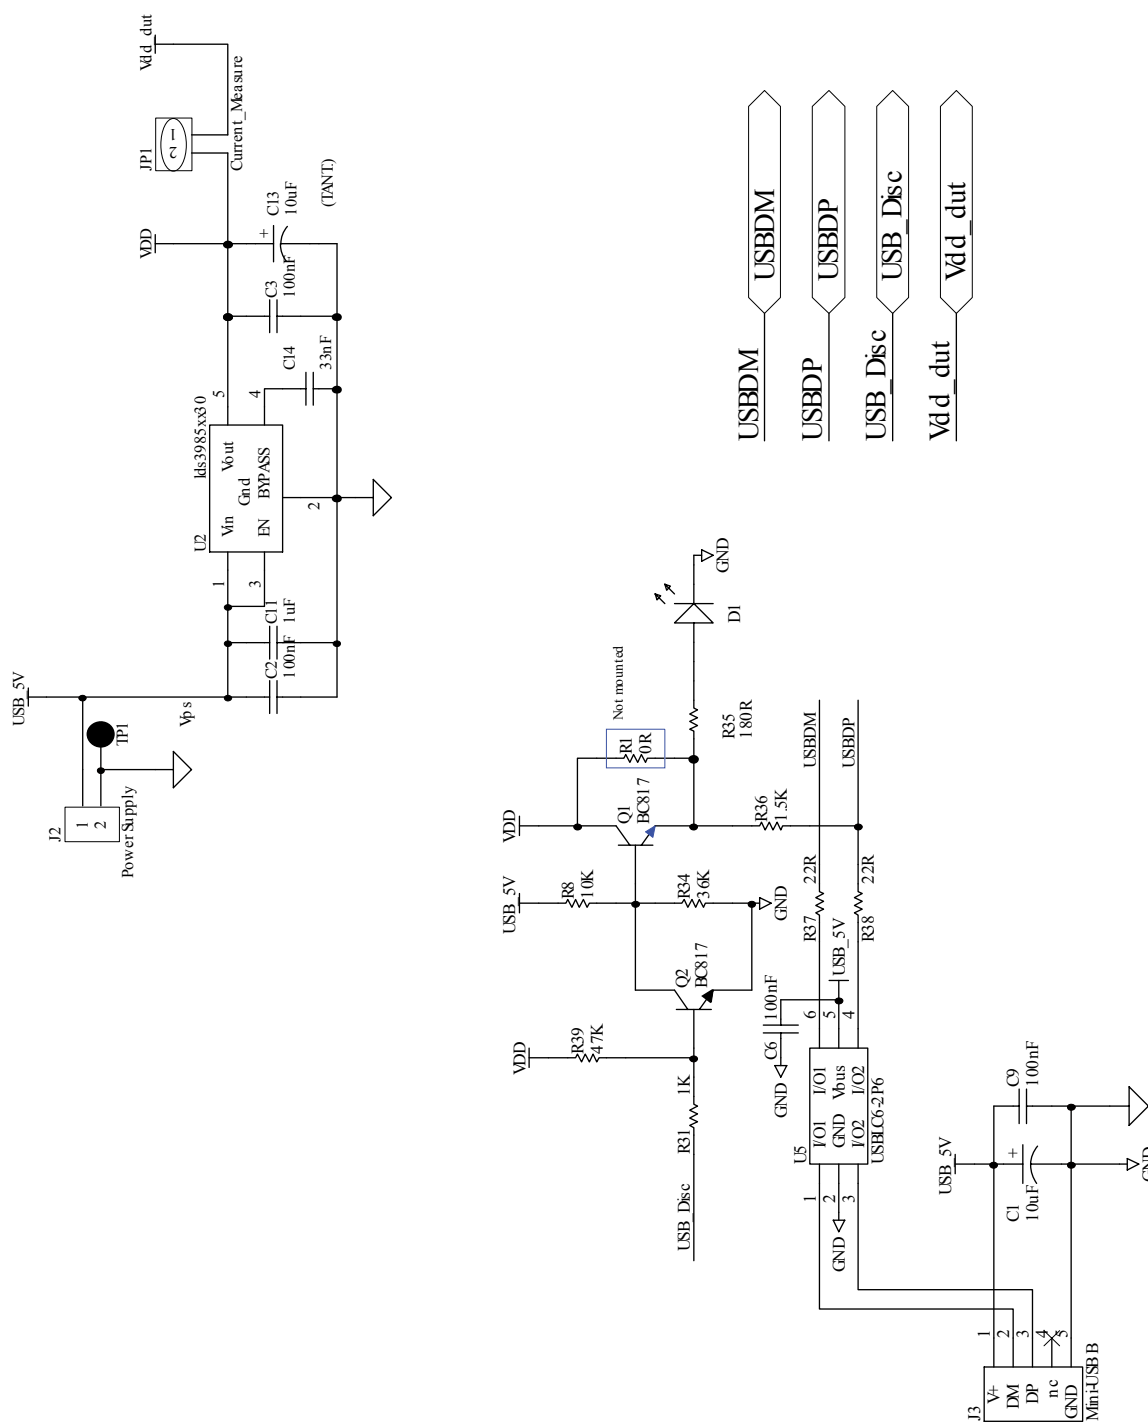 Vdd_dut
JP1
1
2
Current_Measure
VDD
C13
10uF
+
(TANT.)
C3
100nF
C14
33nF
5
4
lds3985xx30
Vin
Vout
Gnd
EN
BYPASS
U2
2
1
3
C11
1uF
C2
100nF
USB_5V
Vps
TP1
J2
1
2
Power Supply
USBDM
USBDM
USBDP
USBDP
USB_Disc
USB_Disc
Vdd_dut
Vdd_dut
GND
D1
Not mounted
R1
0R
R35
180R
VDD
Q1
BC817
R36
1.5K
USBDM
USBDP
USB_5V
R8
10K
R34
36K
GND
Q2
BC817
R37
22R
R38
22R
USB_5V
VDD
R39
47K
C6
100nF
GND
R31
1K
USB_Disc
6
5
4
U5
I/O1
I/O1
GND
Vbus
I/O2
I/O2
USBLC6-2P6
1
2
3
GND
USB_5V
C9
100nF
C1
10uF
+
GND
J3
V+
DM
DP
nc
GND
1
2
3
4
5
Mini-USB B